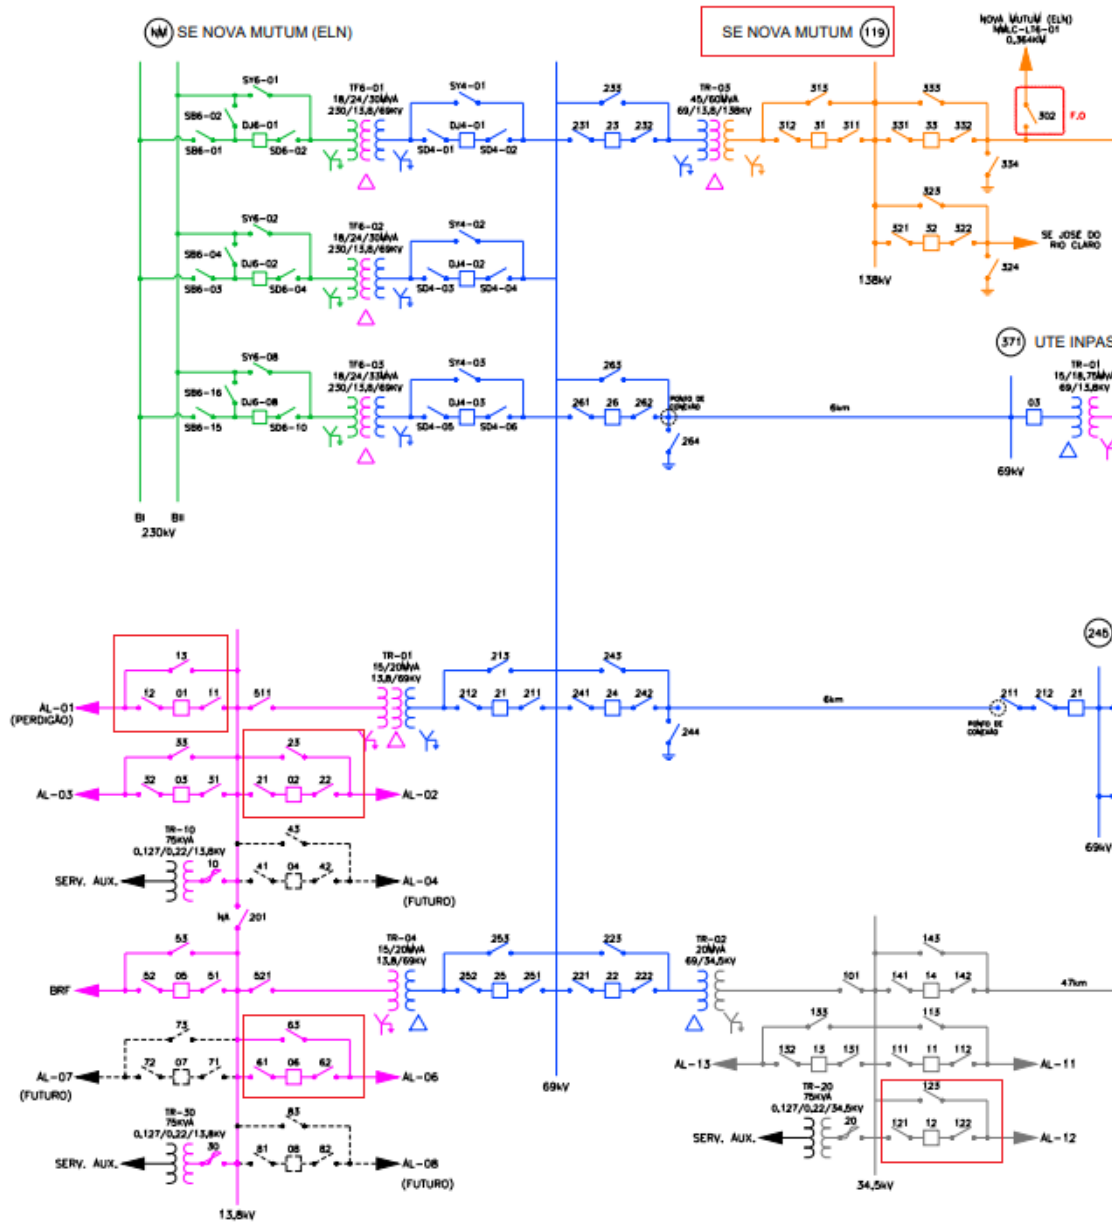 NM SE NOVA MUTUM (ELN)
SE NOVA MUTUM 119
NOVA MUTUM (ELN)
NMLC-LT6-01
0,364KM
SY6-01
SB6-02
DJ6-01
SB6-01
SD6-02
TF6-01
18/24/30MVA
230/13,8/69KV
SY4-01
DJ4-01
SD4-01
SD4-02
233
231
23
232
TR-03
45/60MVA
69/13,8/138KV
313
312
31
311
333
331
33
332
302
F.O
334
323
321
32
322
SE JOSÉ DO
RIO CLARO
324
138kV
SY6-02
SB6-04
DJ6-02
SB6-03
SD6-04
TF6-02
18/24/30MVA
230/13,8/69KV
SY4-02
DJ4-02
SD4-03
SD4-04
371 UTE INPAS
TR-01
15/18,75MVA
69/13,8KV
SY6-08
SB6-16
DJ6-08
SB6-15
SD6-10
TF6-03
18/24/33MVA
230/13,8/69KV
SY4-03
DJ4-03
SD4-05
SD4-06
263
261
26
262
PONTO DE
CONEXÃO
264
6km
03
69kV
BI
BII
230kV
245
13
12
01
11
511
AL-01
(PERDIGÃO)
TR-01
15/20MVA
13,8/69KV
213
212
21
211
243
241
24
242
244
6km
PONTO DE
CONEXÃO
211
212
21
69kV
33
32
03
31
AL-03
23
21
02
22
AL-02
TR-10
75KVA
0,127/0,22/13,8KV
10
SERV. AUX.
43
41
04
42
AL-04
(FUTURO)
NA
201
53
52
05
51
521
BRF
TR-04
15/20MVA
13,8/69KV
253
252
25
251
223
221
22
222
TR-02
20MVA
69/34,5KV
101
143
141
14
142
47km
73
72
07
71
AL-07
(FUTURO)
63
61
06
62
AL-06
69kV
133
132
13
131
AL-13
113
111
11
112
AL-11
TR-30
75KVA
0,127/0,22/13,8KV
30
SERV. AUX.
83
81
08
82
AL-08
(FUTURO)
TR-20
75KVA
0,127/0,22/34,5KV
20
SERV. AUX.
123
121
12
122
AL-12
34,5kV
13,8kV